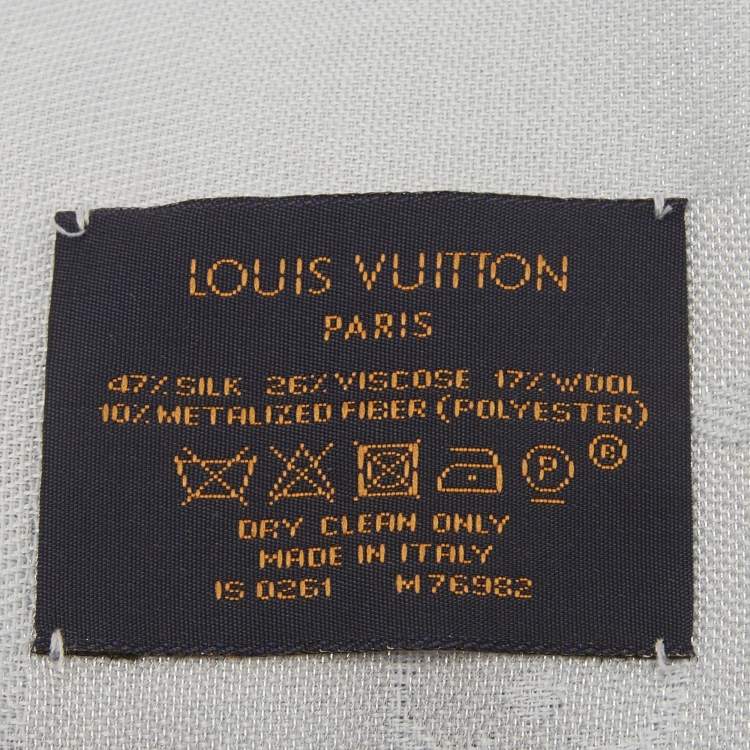 LOUIS VUITTON
PARIS
47% SILK 26% VISCOSE 17% WOOL
10% METALIZED FIBER (POLYESTER)
P ®
DRY CLEAN ONLY
MADE IN ITALY
IS 0261 M76982